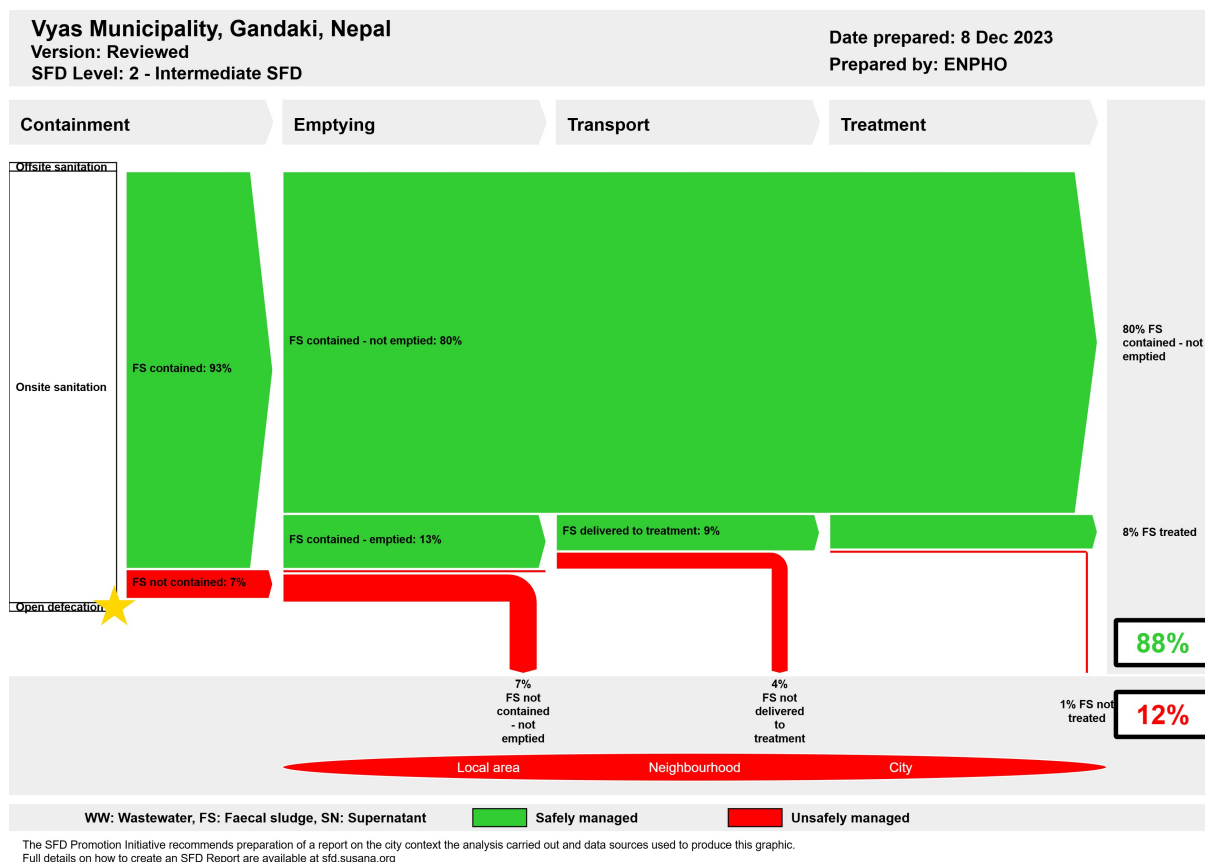 Vyas Municipality, Gandaki, Nepal
Version: Reviewed
SFD Level: 2 - Intermediate SFD
Date prepared: 8 Dec 2023
Prepared by: ENPHO
Containment
Emptying
Transport
Treatment
Offsite sanitation
Onsite sanitation
Open defecation
FS contained: 93%
FS not contained: 7%
FS contained - not emptied: 80%
FS contained - emptied: 13%
FS delivered to treatment: 9%
80% FS
contained - not
emptied
8% FS treated
88%
7%
FS not
contained
- not
emptied
4%
FS not
delivered
to
treatment
1% FS not
treated
12%
Local area
Neighbourhood
City
WW: Wastewater, FS: Faecal sludge, SN: Supernatant
Safely managed
Unsafely managed
The SFD Promotion Initiative recommends preparation of a report on the city context the analysis carried out and data sources used to produce this graphic.
Full details on how to create an SFD Report are available at sfd.susana.org